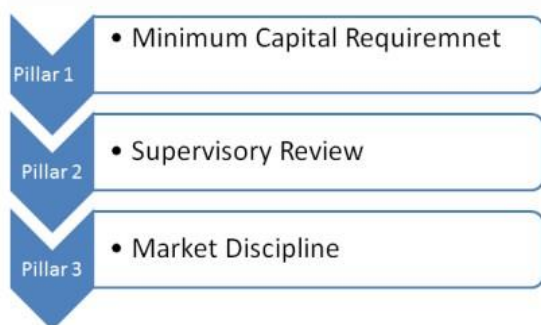 Pillar 1
• Minimum Capital Requiremnet
Pillar 2
• Supervisory Review
Pillar 3
• Market Discipline